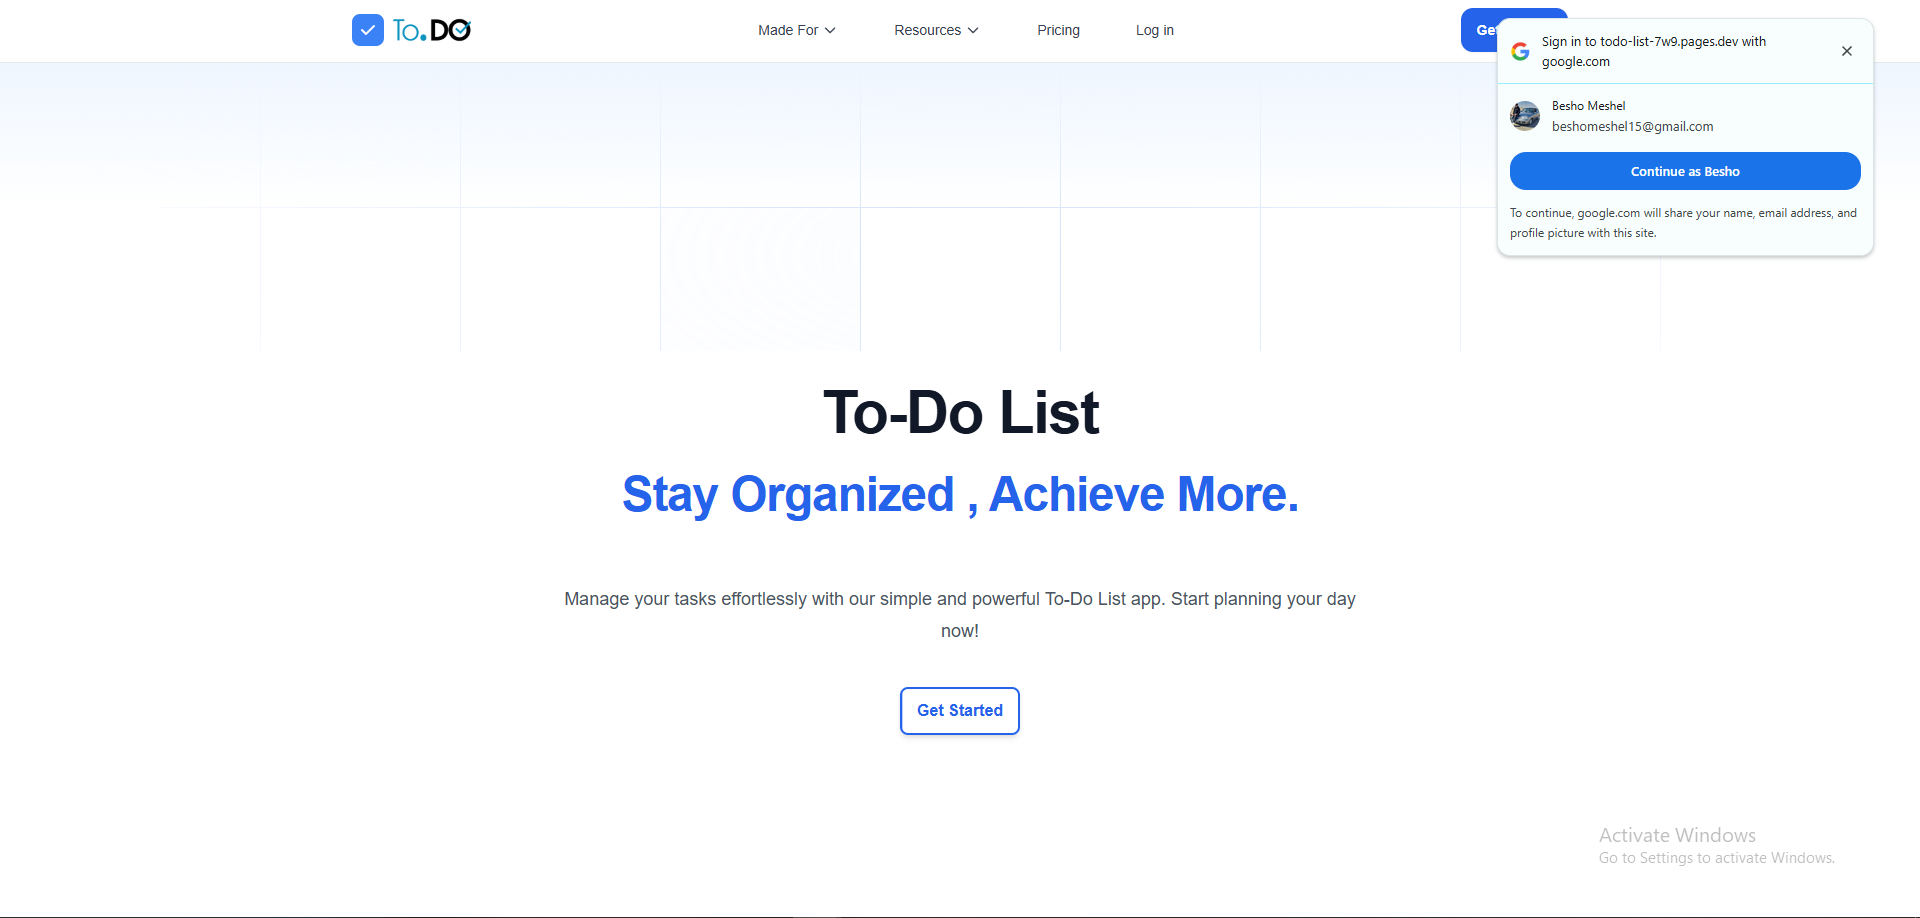 To.DO
Made For
Resources
Pricing
Log in
Sign in to todo-list-7w9.pages.dev with
google.com
Besho Meshel
beshomeshel15@gmail.com
Continue as Besho
To continue, google.com will share your name, email address, and
profile picture with this site.
To-Do List
Stay Organized , Achieve More.
Manage your tasks effortlessly with our simple and powerful To-Do List app. Start planning your day
now!
Get Started
Activate Windows
Go to Settings to activate Windows.